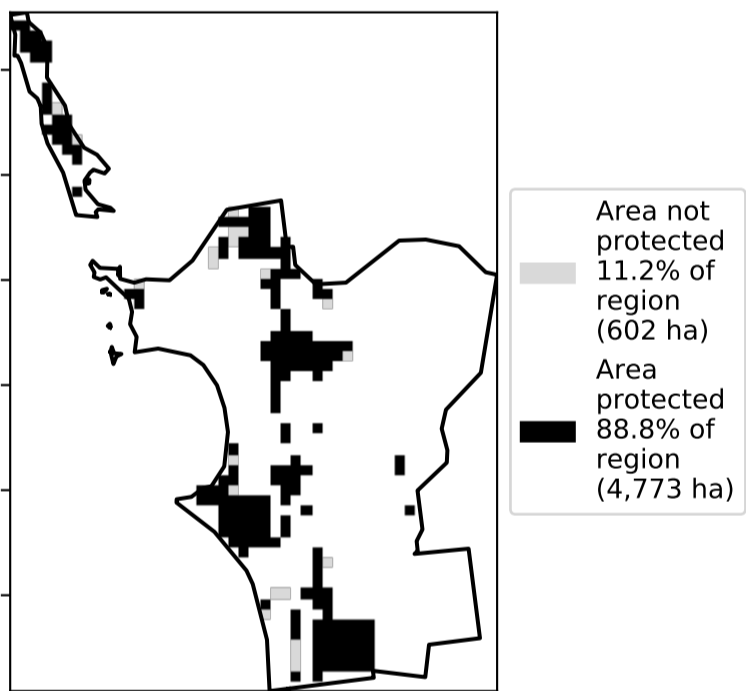 Area not
protected
11.2% of
region
(602 ha)
Area
protected
88.8% of
region
(4,773 ha)